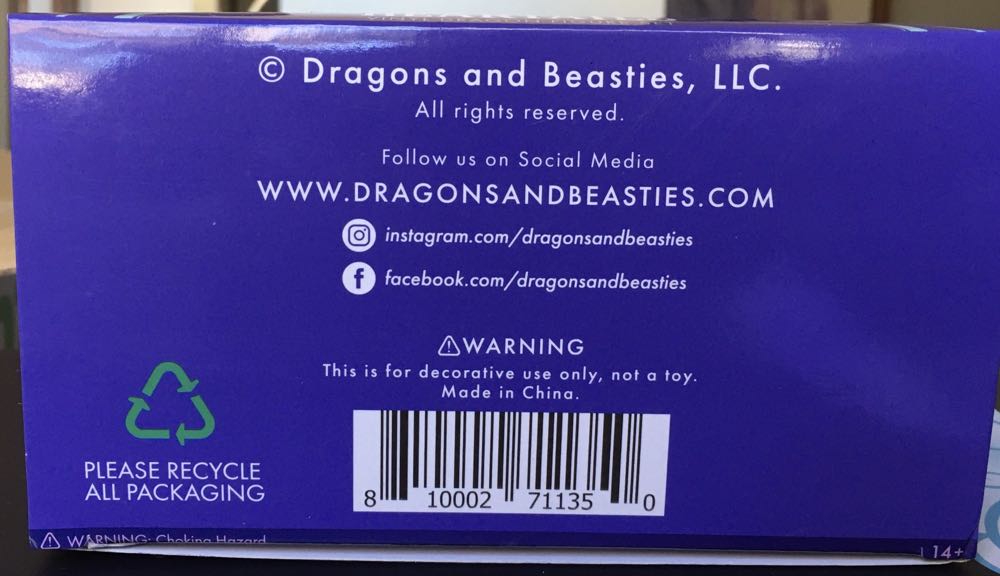 © Dragons and Beasties, LLC.
All rights reserved.
Follow us on Social Media
WWW.DRAGONSANDBEASTIES.COM
instagram.com/dragonsandbeasties
facebook.com/dragonsandbeasties
⚠WARNING
This is for decorative use only, not a toy.
Made in China.
PLEASE RECYCLE
ALL PACKAGING
8 10002 71135 0
⚠ WARNING: Choking Hazard
14+